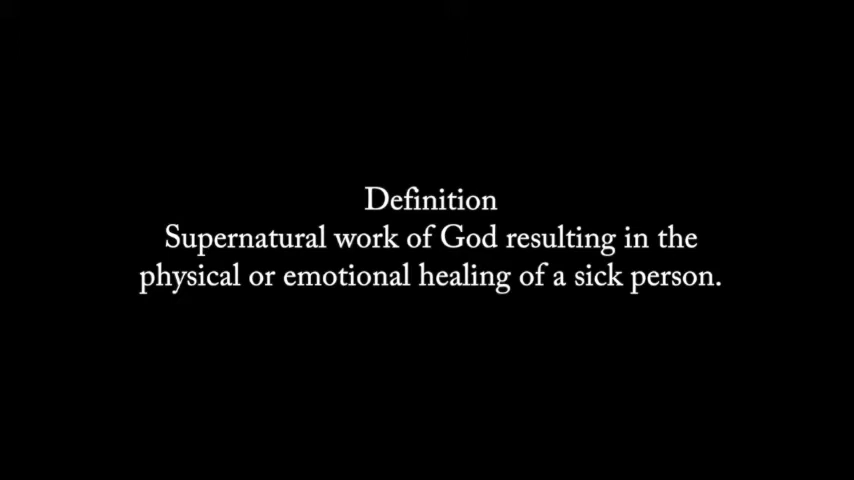 Definition
Supernatural work of God resulting in the
physical or emotional healing of a sick person.